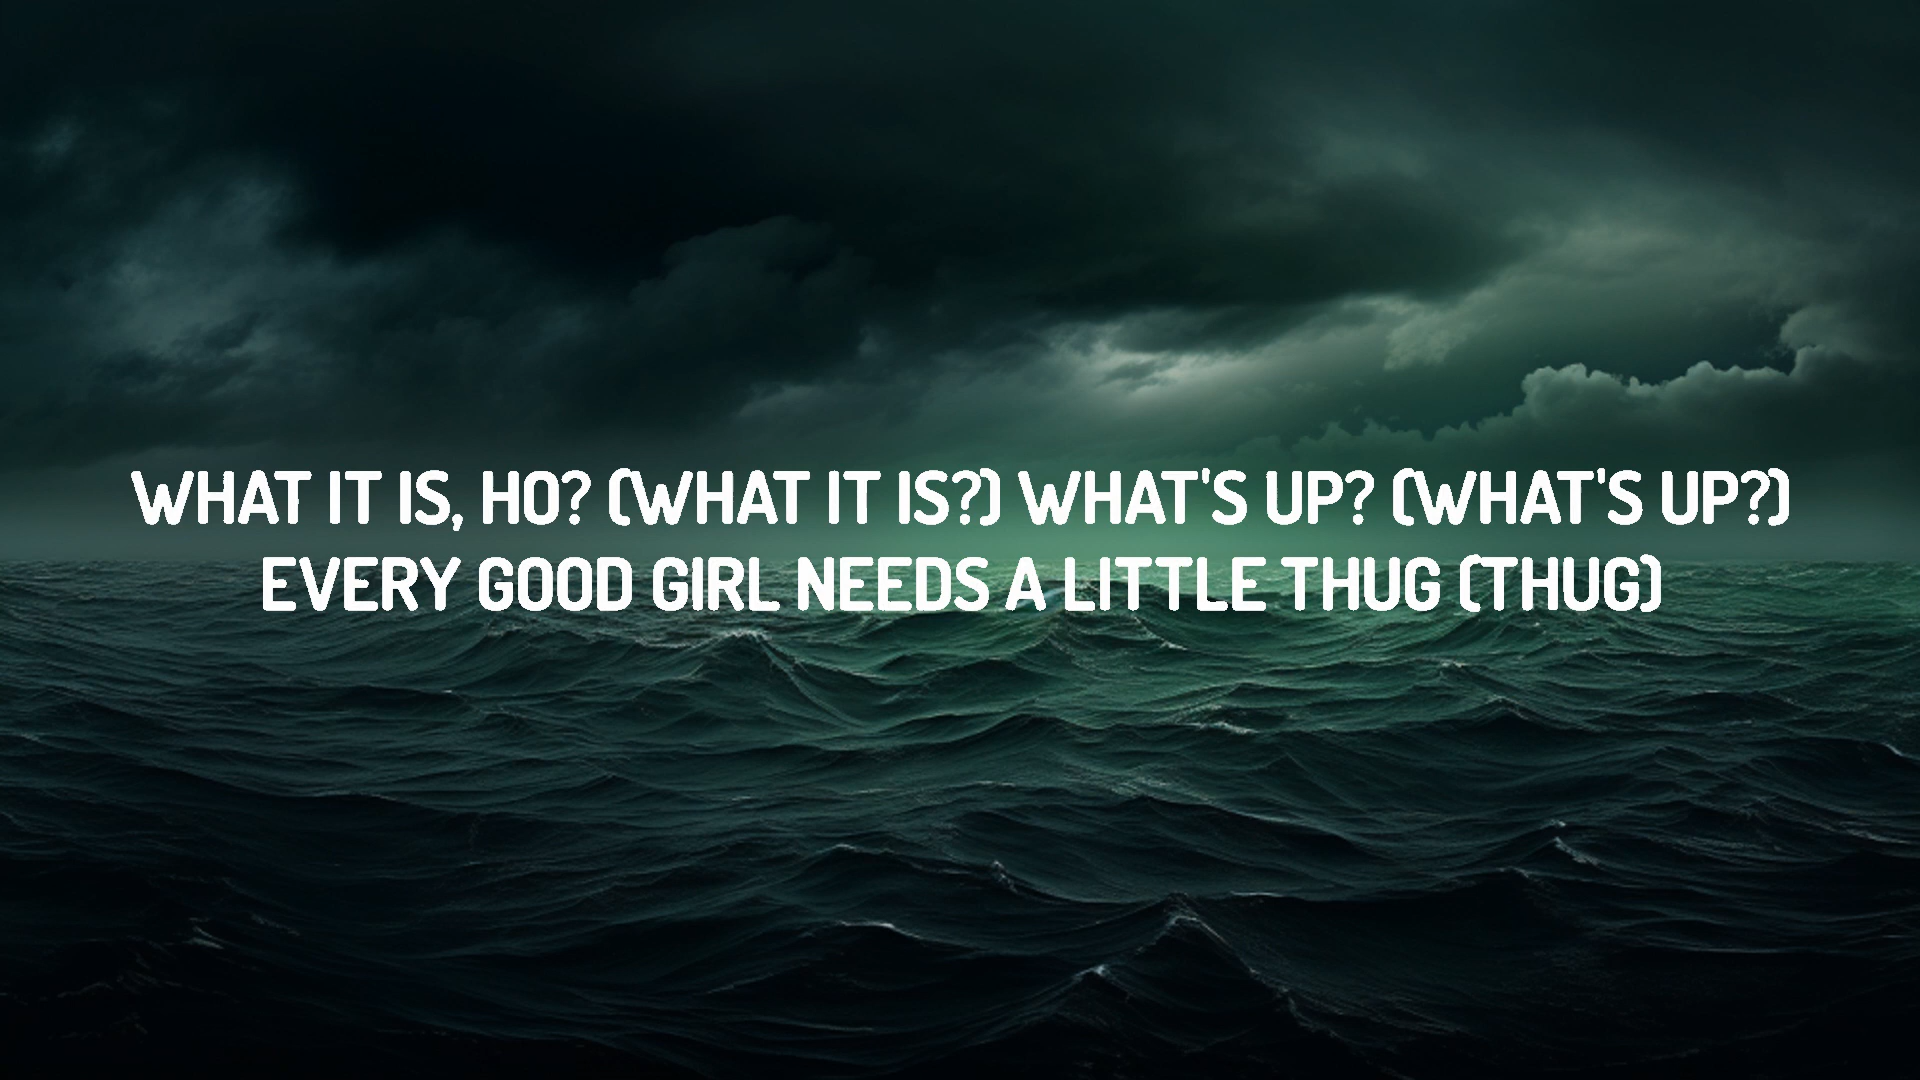 WHAT IT IS, HO? (WHAT IT IS?) WHAT'S UP? (WHAT'S UP?)
EVERY GOOD GIRL NEEDS A LITTLE THUG (THUG)